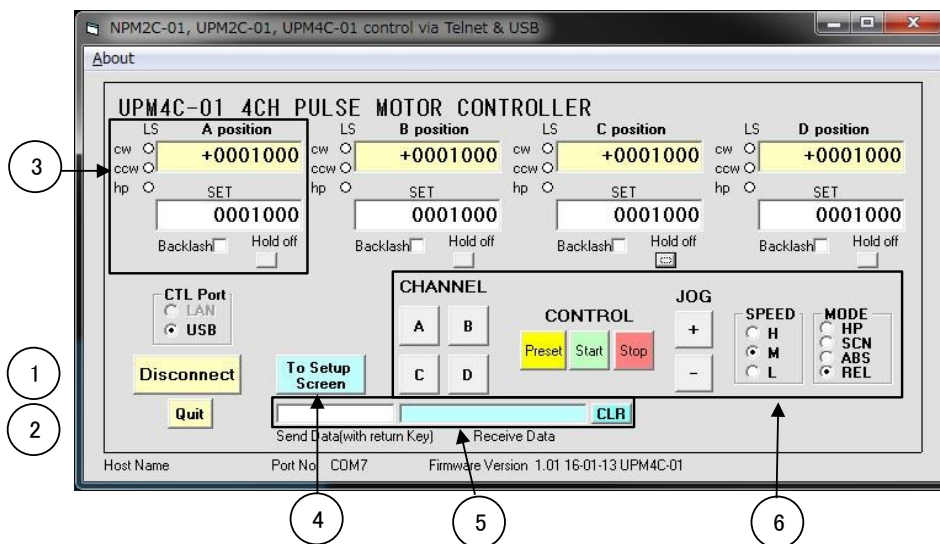 NPM2C-01, UPM2C-01, UPM4C-01 control via Telnet & USB
About
UPM4C-01 4CH PULSE MOTOR CONTROLLER
LS A position LS B position LS C position LS D position
cw +0001000 cw +0001000 cw +0001000 cw +0001000
ccw ccw ccw ccw
hp SET hp SET hp SET hp SET
0001000 0001000 0001000 0001000
Backlash Hold off Backlash Hold off Backlash Hold off Backlash Hold off
CTL Port
LAN
USB
CHANNEL
A B
C D
CONTROL
Preset Start Stop
JOG
+
-
SPEED
H
M
L
MODE
HP
SCN
ABS
REL
Disconnect
To Setup
Screen
Quit
CLR
Send Data(with return Key) Receive Data
Host Name Port No. COM7 Firmware Version 1.01 16-01-13 UPM4C-01
3
1
2
4
5
6